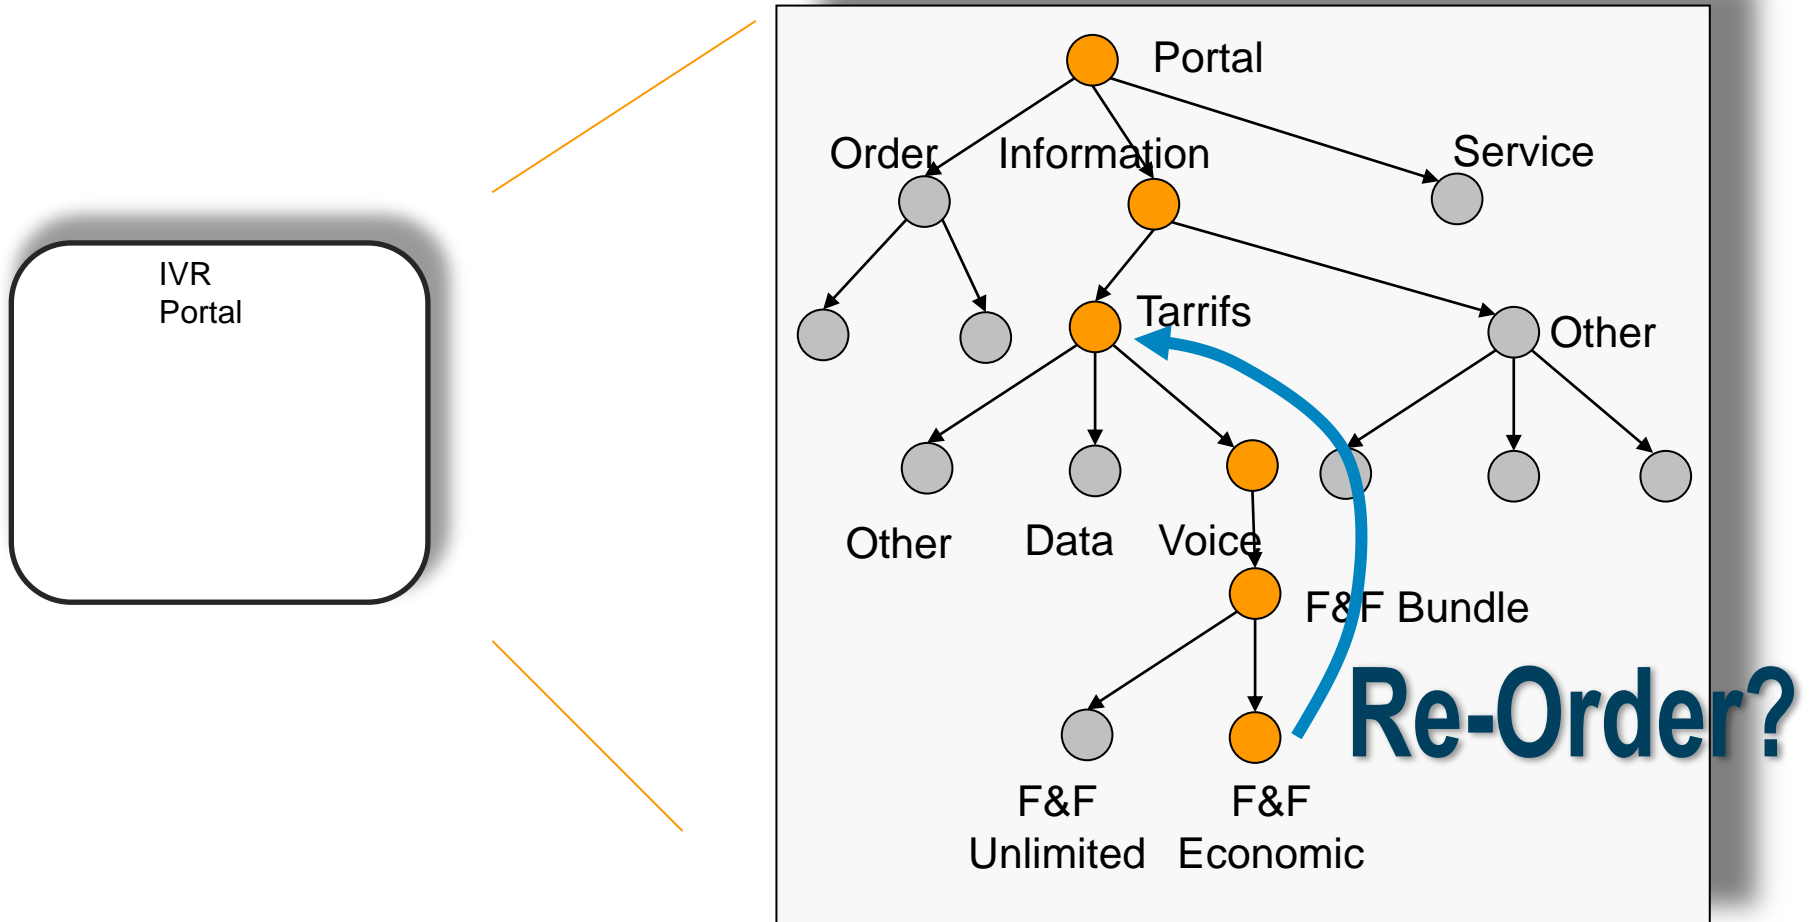 IVR
Portal
Portal
Order
Information
Service
Tarrifs
Other
Other
Data
Voice
F&F Bundle
Re-Order?
F&F
Unlimited
F&F
Economic